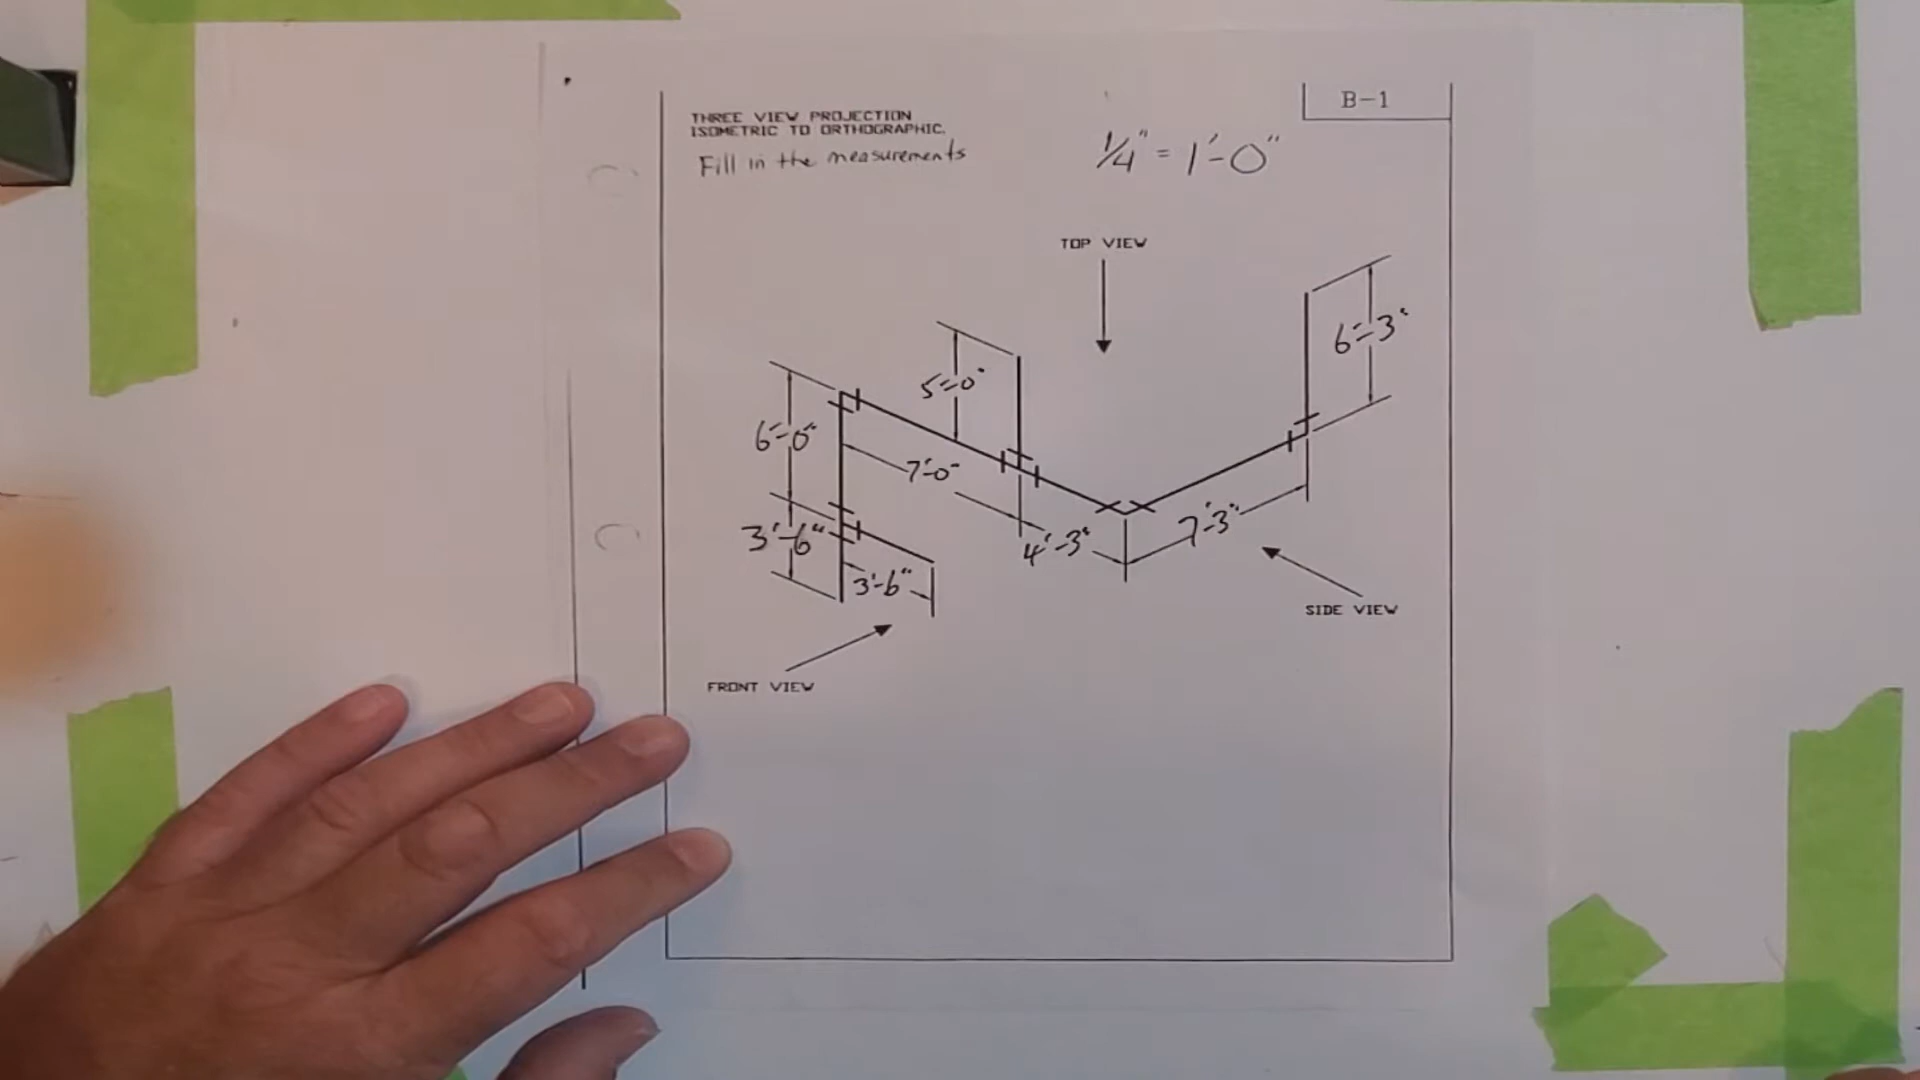 B-1
THREE VIEW PROJECTION
ISOMETRIC TO ORTHOGRAPHIC.
Fill in the measurements
1/4" = 1'-0"
TOP VIEW
6'-3"
5'-0"
6'-0"
7'-0"
3'-6"
4'-3"
7'-3"
3'-6"
SIDE VIEW
FRONT VIEW